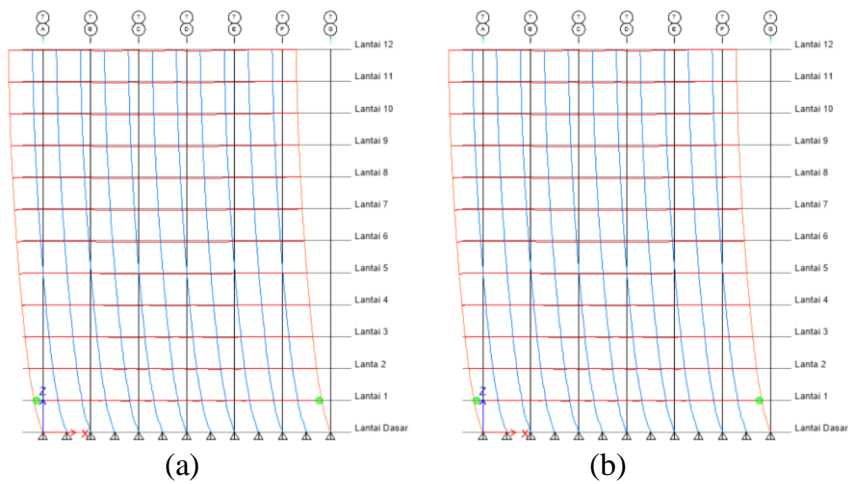 ? ? ? ? ? ? ?
A B C D E F G
Lantai 12
Lantai 11
Lantai 10
Lantai 9
Lantai 8
Lantai 7
Lantai 6
Lantai 5
Lantai 4
Lantai 3
Lanta 2
Lantai 1
Z
Lantai Dasar
X
(a)
? ? ? ? ? ? ?
A B C D E F G
Lantai 12
Lantai 11
Lantai 10
Lantai 9
Lantai 8
Lantai 7
Lantai 6
Lantai 5
Lantai 4
Lantai 3
Lanta 2
Lantai 1
Z
Lantai Dasar
X
(b)